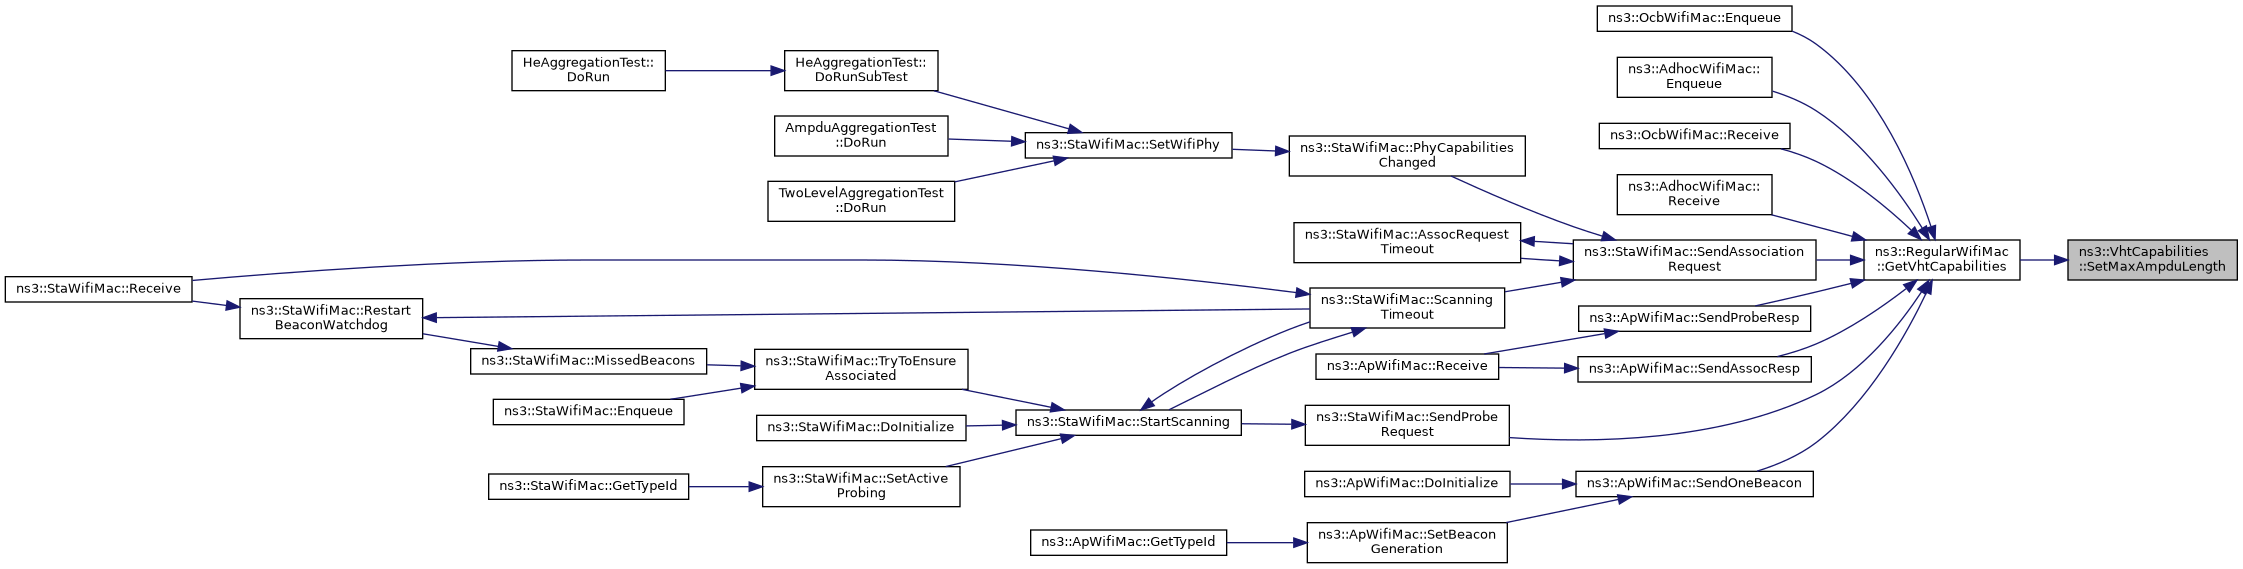 ns3::OcbWifiMac::Enqueue
HeAggregationTest::
DoRun
HeAggregationTest::
DoRunSubTest
ns3::AdhocWifiMac::
Enqueue
AmpduAggregationTest
::DoRun
ns3::StaWifiMac::SetWifiPhy
ns3::StaWifiMac::PhyCapabilities
Changed
ns3::OcbWifiMac::Receive
TwoLevelAggregationTest
::DoRun
ns3::AdhocWifiMac::
Receive
ns3::StaWifiMac::AssocRequest
Timeout
ns3::StaWifiMac::SendAssociation
Request
ns3::RegularWifiMac
::GetVhtCapabilities
ns3::VhtCapabilities
::SetMaxAmpduLength
ns3::StaWifiMac::Receive
ns3::StaWifiMac::Restart
BeaconWatchdog
ns3::StaWifiMac::Scanning
Timeout
ns3::ApWifiMac::SendProbeResp
ns3::StaWifiMac::MissedBeacons
ns3::StaWifiMac::TryToEnsure
Associated
ns3::ApWifiMac::Receive
ns3::ApWifiMac::SendAssocResp
ns3::StaWifiMac::Enqueue
ns3::StaWifiMac::DoInitialize
ns3::StaWifiMac::StartScanning
ns3::StaWifiMac::SendProbe
Request
ns3::StaWifiMac::GetTypeId
ns3::StaWifiMac::SetActive
Probing
ns3::ApWifiMac::DoInitialize
ns3::ApWifiMac::SendOneBeacon
ns3::ApWifiMac::GetTypeId
ns3::ApWifiMac::SetBeacon
Generation